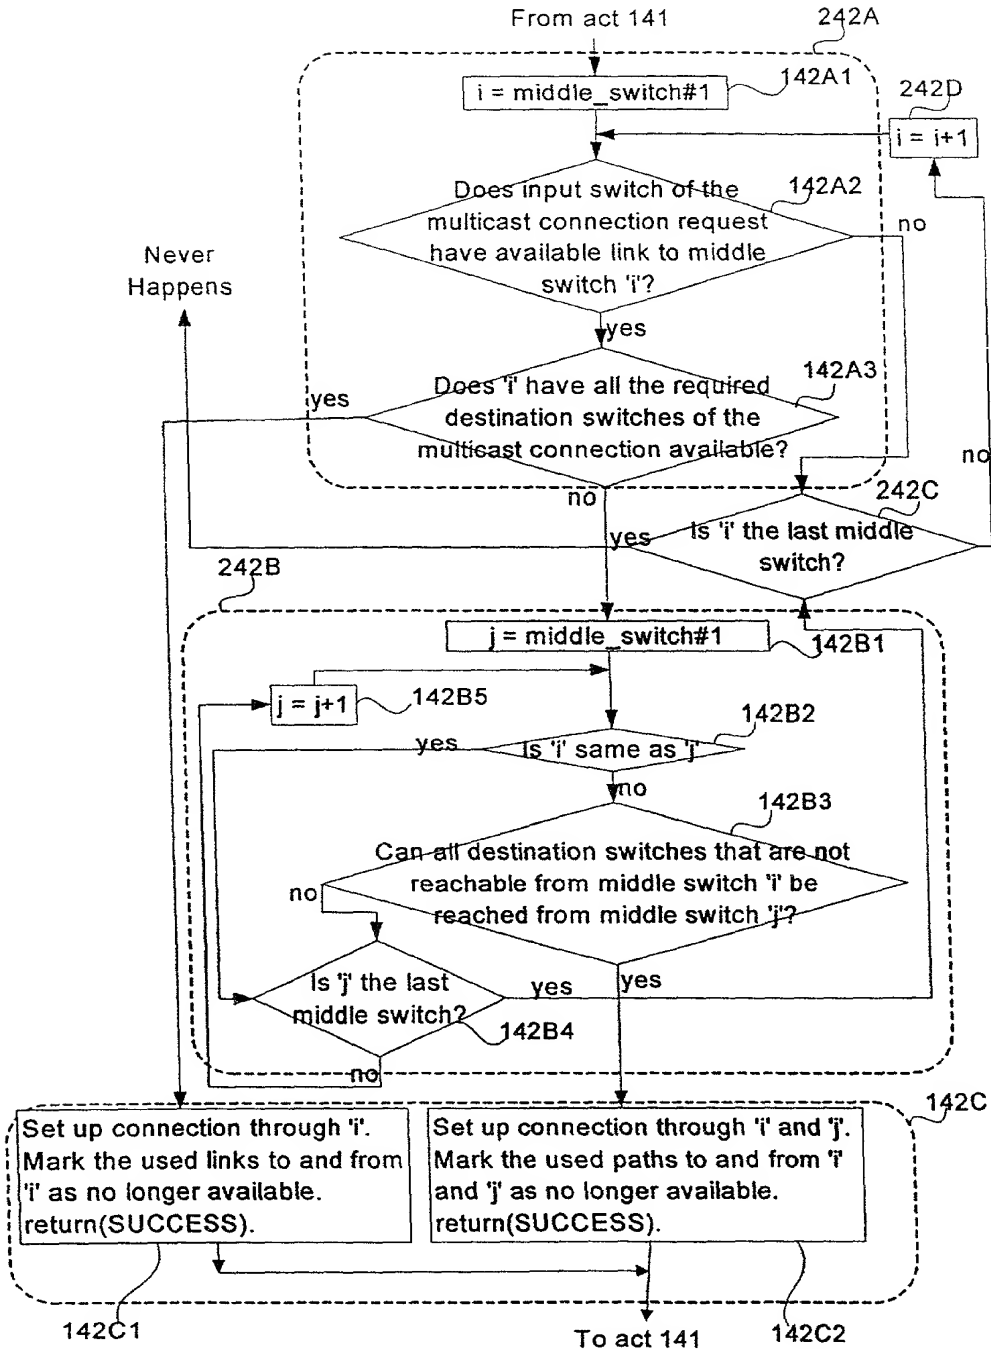 From act 141
242A
i = middle_switch#1
142A1
242D
i = i+1
Does input switch of the
multicast connection request
have available link to middle
switch 'i'?
142A2
no
Never
Happens
yes
Does 'i' have all the required
destination switches of the
multicast connection available?
142A3
yes
no
no
242C
Is 'i' the last middle
switch?
yes
242B
j = middle_switch#1
142B1
j = j+1
142B5
142B2
Is 'i' same as 'j'
yes
no
142B3
Can all destination switches that are not
reachable from middle switch 'i' be
reached from middle switch 'j'?
no
Is 'j' the last
middle switch?
yes
yes
142B4
no
142C
Set up connection through 'i'.
Mark the used links to and from
'i' as no longer available.
return(SUCCESS).
Set up connection through 'i' and 'j'.
Mark the used paths to and from 'i'
and 'j' as no longer available.
return(SUCCESS).
142C1
To act 141
142C2